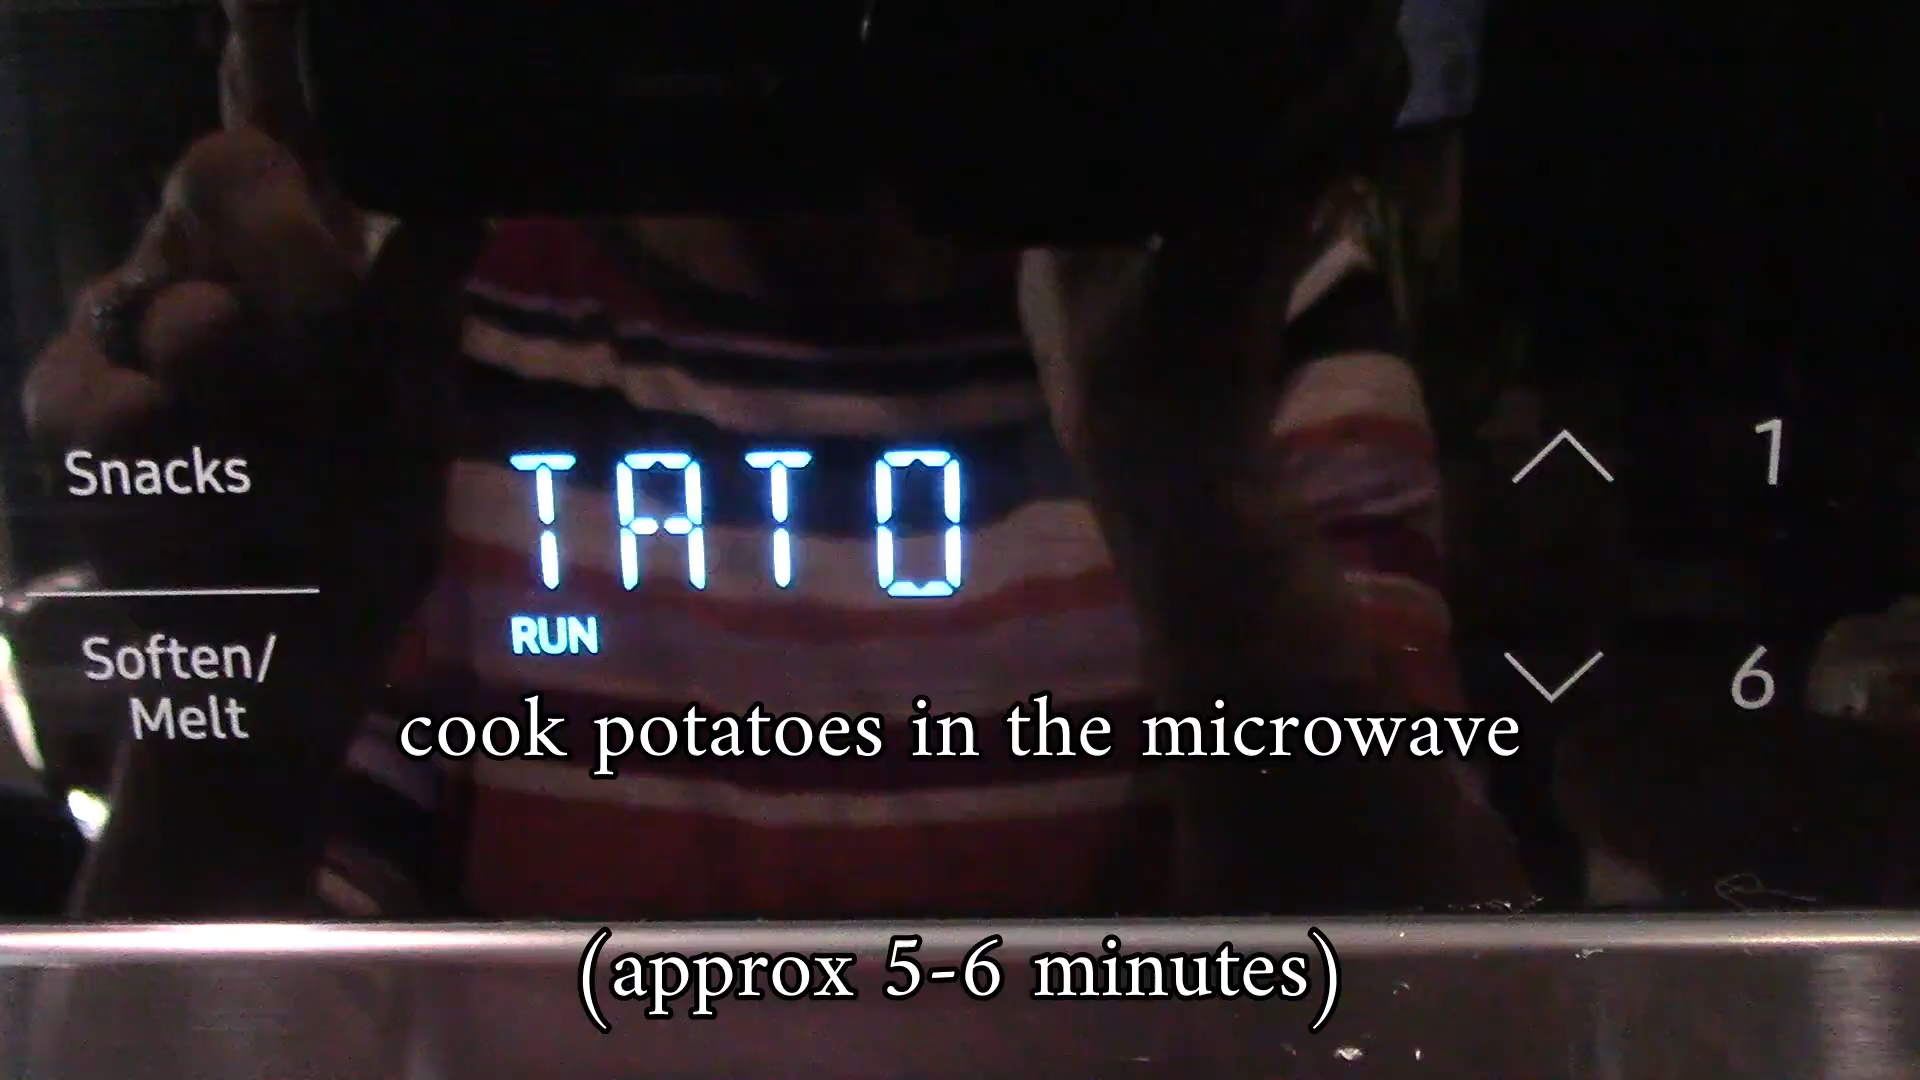 Snacks
TATO
1
RUN
Soften/
Melt
6
cook potatoes in the microwave
(approx 5-6 minutes)